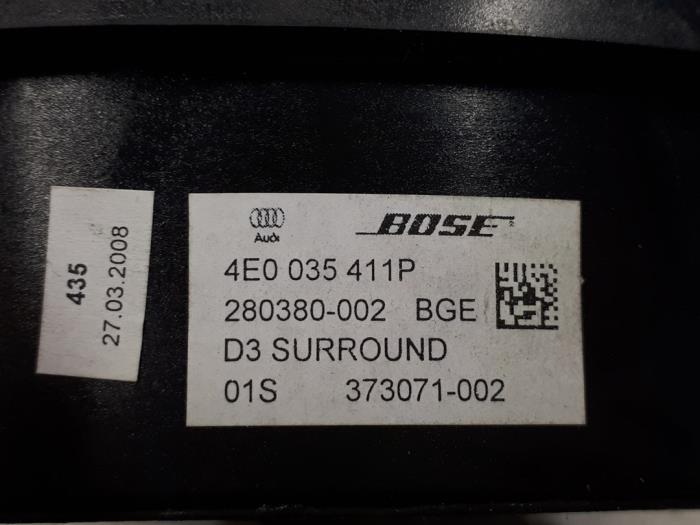 435
27.03.2008
Audi
BOSE
4E0 035 411P
280380-002 BGE
D3 SURROUND
01S 373071-002